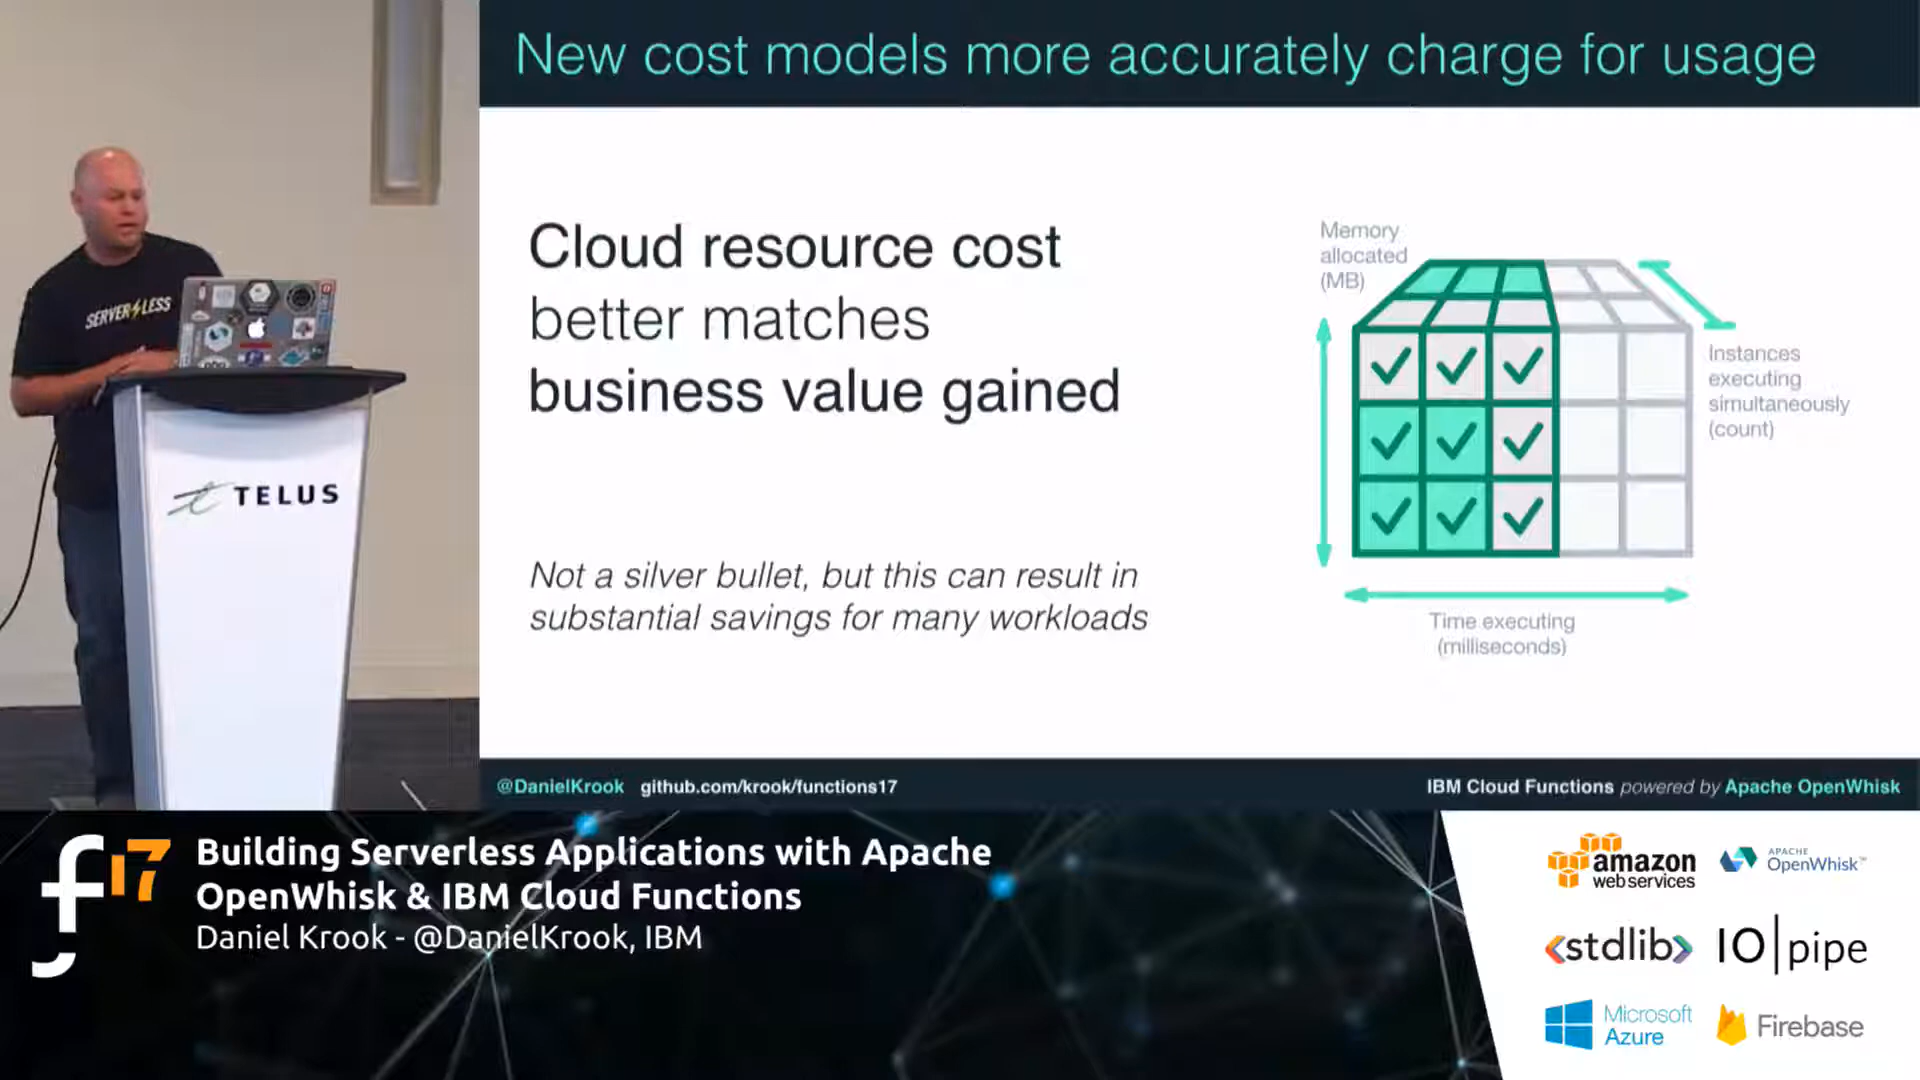 New cost models more accurately charge for usage
Cloud resource cost
better matches
business value gained
Not a silver bullet, but this can result in
substantial savings for many workloads
Memory
allocated
(MB)
Instances
executing
simultaneously
(count)
Time executing
(milliseconds)
SERVERLESS
TELUS
@DanielKrook github.com/krook/functions17
IBM Cloud Functions powered by Apache OpenWhisk
f17
Building Serverless Applications with Apache
OpenWhisk & IBM Cloud Functions
Daniel Krook - @DanielKrook, IBM
amazon
webservices
APACHE
OpenWhisk™
<stdlib>
IO|pipe
Microsoft
Azure
Firebase